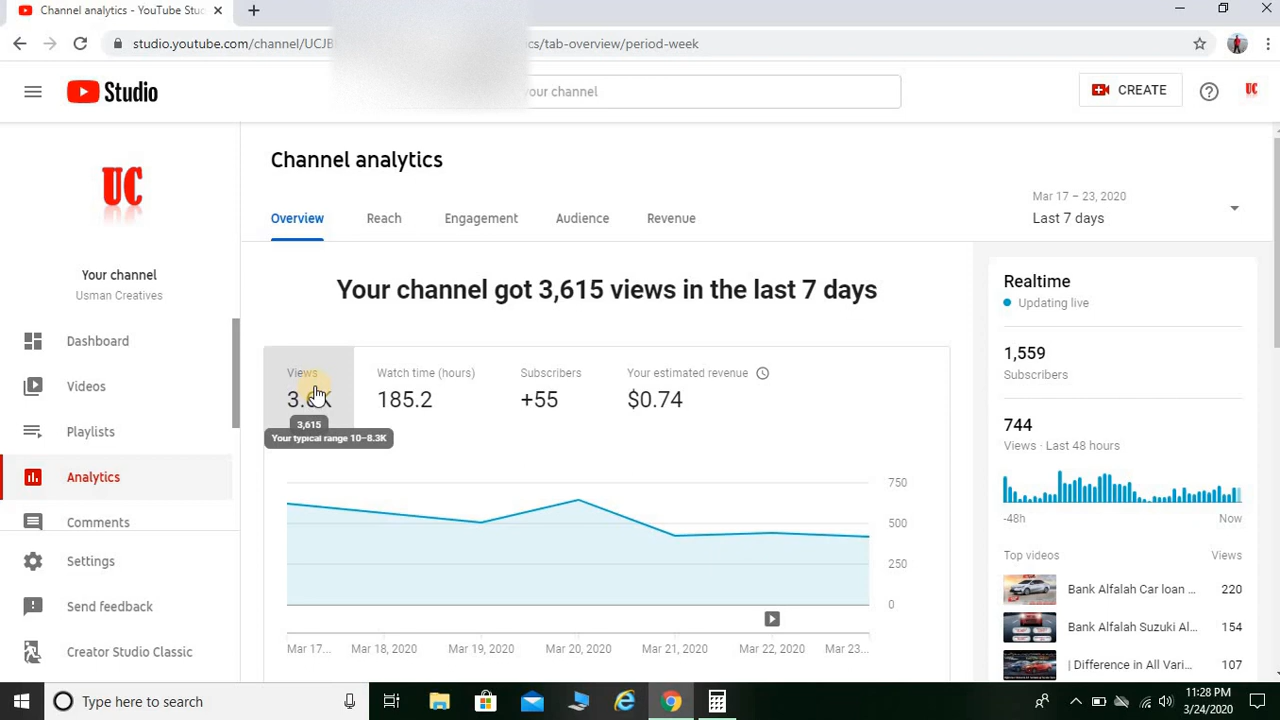 Channel analytics - YouTube Stu
studio.youtube.com/channel/UCJB
cs/tab-overview/period-week
Studio
your channel
CREATE
UC
UC
Your channel
Usman Creatives
Dashboard
Videos
Playlists
Analytics
Comments
Settings
Send feedback
Creator Studio Classic
Channel analytics
Overview
Reach
Engagement
Audience
Revenue
Mar 17 – 23, 2020
Last 7 days
Your channel got 3,615 views in the last 7 days
Views
3.6K
3,615
Your typical range 10–8.3K
Watch time (hours)
185.2
Subscribers
+55
Your estimated revenue
$0.74
750
500
250
0
Mar 17...
Mar 18, 2020
Mar 19, 2020
Mar 20, 2020
Mar 21, 2020
Mar 22, 2020
Mar 23...
Realtime
Updating live
1,559
Subscribers
744
Views · Last 48 hours
-48h
Now
Top videos
Views
Bank Alfalah Car loan ...
220
Bank Alfalah Suzuki Al...
154
| Difference in All Vari...
107
Type here to search
11:28 PM
3/24/2020